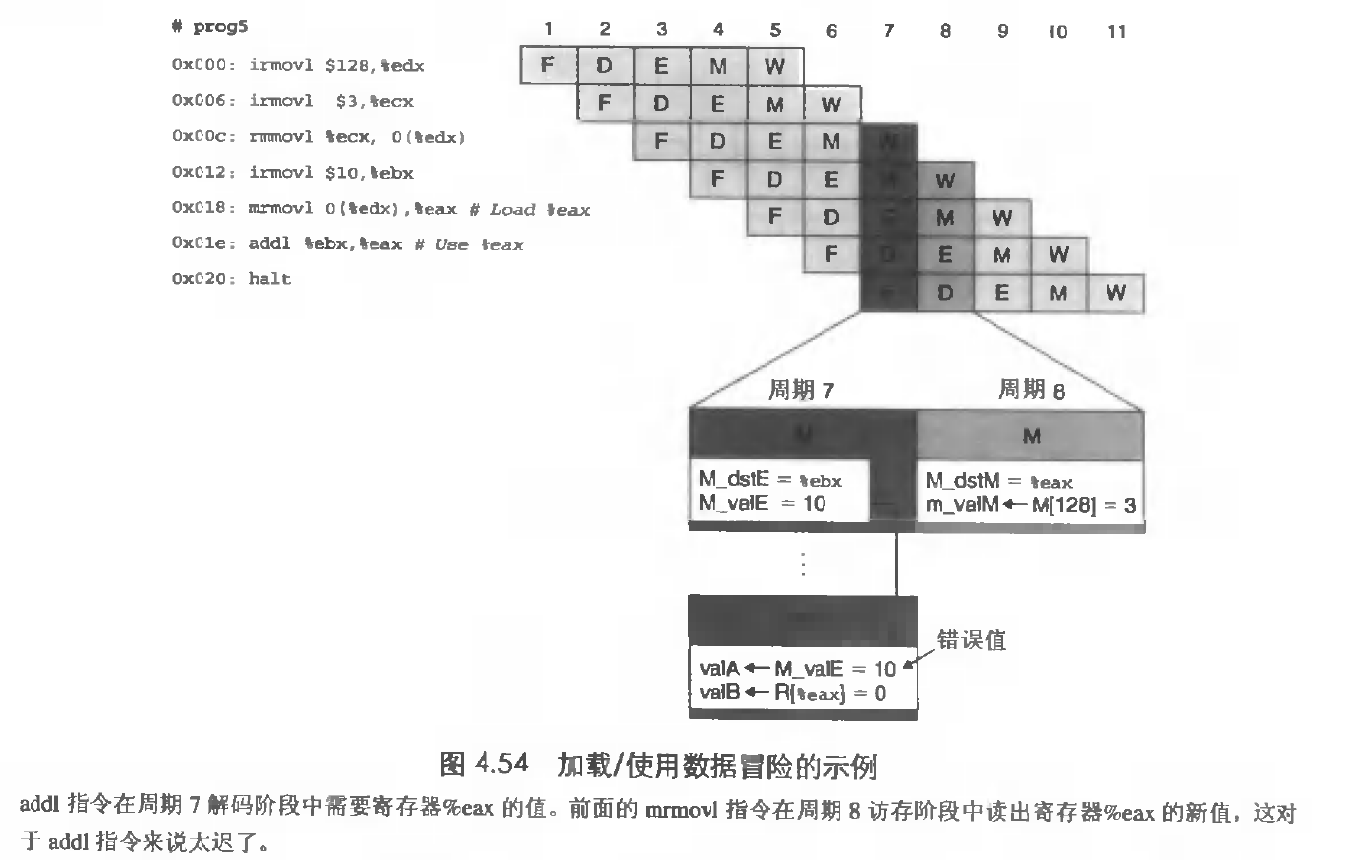 # prog5
1 2 3 4 5 6 7 8 9 10 11
0x000: irmovl $128,%edx
F D E M W
0x006: irmovl $3,%ecx
F D E M W
0x00c: rmmovl %ecx, 0(%edx)
F D E M W
0x012: irmovl $10,%ebx
F D E M W
0x018: mrmovl 0(%edx),%eax # Load %eax
F D E M W
0x01e: addl %ebx,%eax # Use %eax
F D E M W
0x020: halt
F D E M W
周期 7 周期 8
M M
M_dstE = %ebx
M_valE = 10
M_dstM = %eax
m_valM ← M[128] = 3
错误值
valA ← M_valE = 10
valB ← R[%eax] = 0
图 4.54 加载/使用数据冒险的示例
addl 指令在周期 7 解码阶段中需要寄存器%eax 的值。前面的 mrmovl 指令在周期 8 访存阶段中读出寄存器%eax 的新值，这对
于 addl 指令来说太迟了。